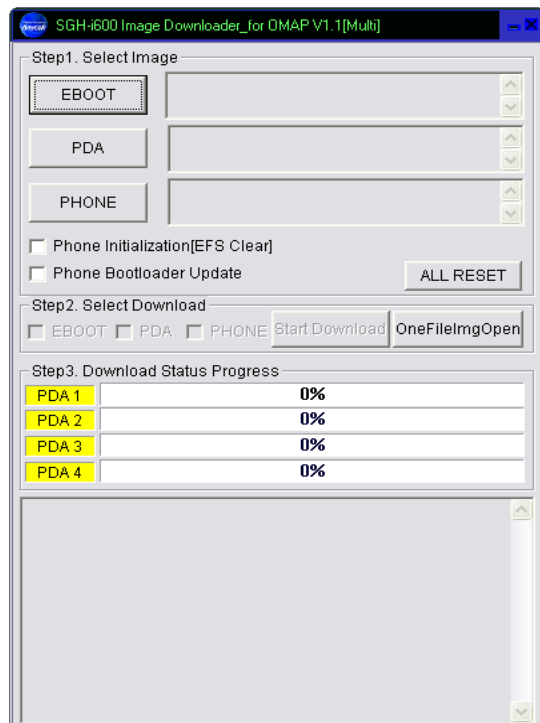 Anycall SGH-i600 Image Downloader_for OMAP V1.1[Multi]
Step1. Select Image
EBOOT
PDA
PHONE
Phone Initialization[EFS Clear]
Phone Bootloader Update
ALL RESET
Step2. Select Download
EBOOT PDA PHONE Start Download OneFileImgOpen
Step3. Download Status Progress
PDA 1 0%
PDA 2 0%
PDA 3 0%
PDA 4 0%